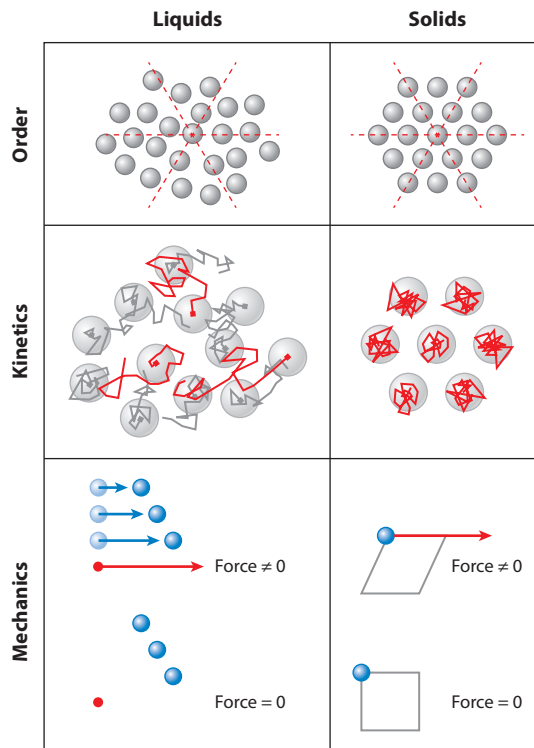 Liquids
Solids
Order
Kinetics
Mechanics
Force ≠ 0
Force ≠ 0
Force = 0
Force = 0